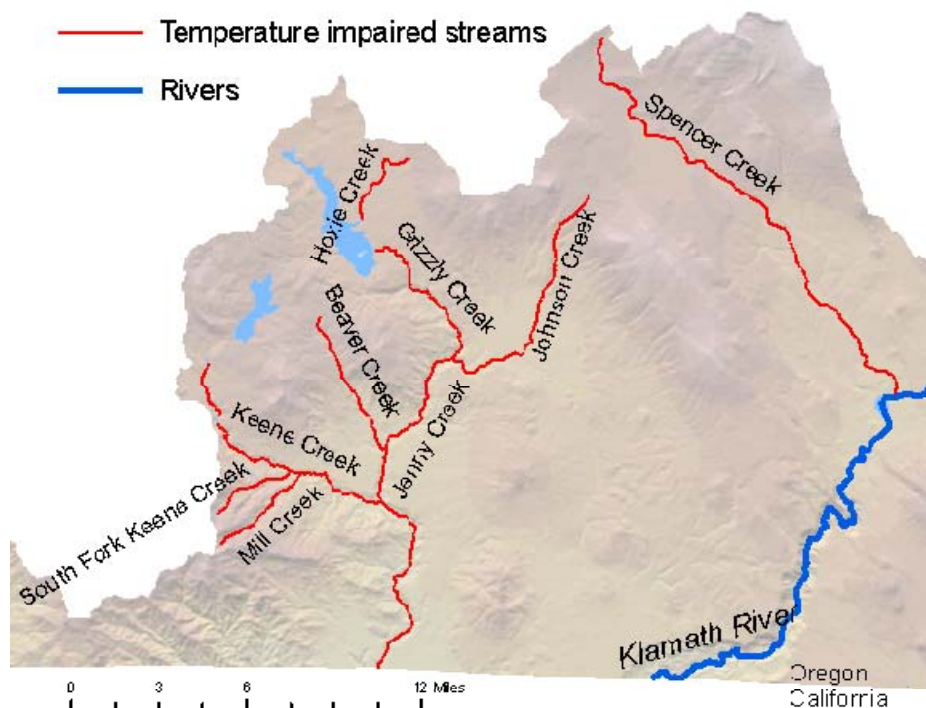 Temperature impaired streams
Rivers
Spencer Creek
Hoxie Creek
Grizzly Creek
Johnson Creek
Beaver Creek
Keene Creek
Jenny Creek
South Fork Keene Creek
Mill Creek
Klamath River
Oregon
California
0 3 6 12 Miles